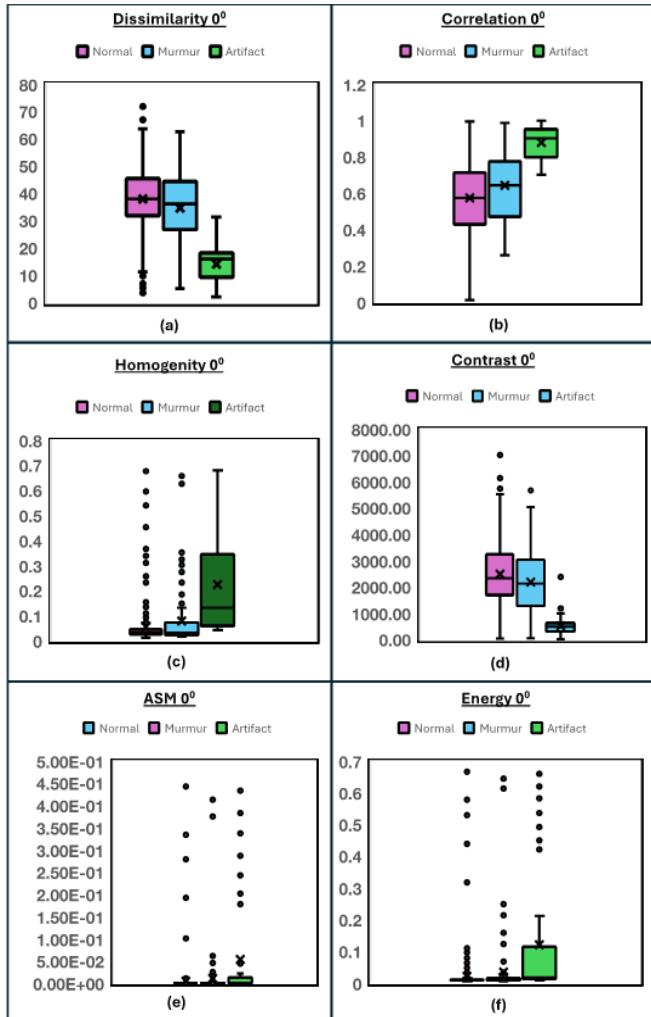 Dissimilarity 0⁰
Normal Murmur Artifact
80
70
60
50
40
30
20
10
0
(a)
Correlation 0⁰
Normal Murmur Artifact
1.2
1
0.8
0.6
0.4
0.2
0
(b)
Homogenity 0⁰
Normal Murmur Artifact
0.8
0.7
0.6
0.5
0.4
0.3
0.2
0.1
0
(c)
Contrast 0⁰
Normal Murmur Artifact
8000.00
7000.00
6000.00
5000.00
4000.00
3000.00
2000.00
1000.00
0.00
(d)
ASM 0⁰
Normal Murmur Artifact
5.00E-01
4.50E-01
4.00E-01
3.50E-01
3.00E-01
2.50E-01
2.00E-01
1.50E-01
1.00E-01
5.00E-02
0.00E+00
(e)
Energy 0⁰
Normal Murmur Artifact
0.7
0.6
0.5
0.4
0.3
0.2
0.1
0
(f)